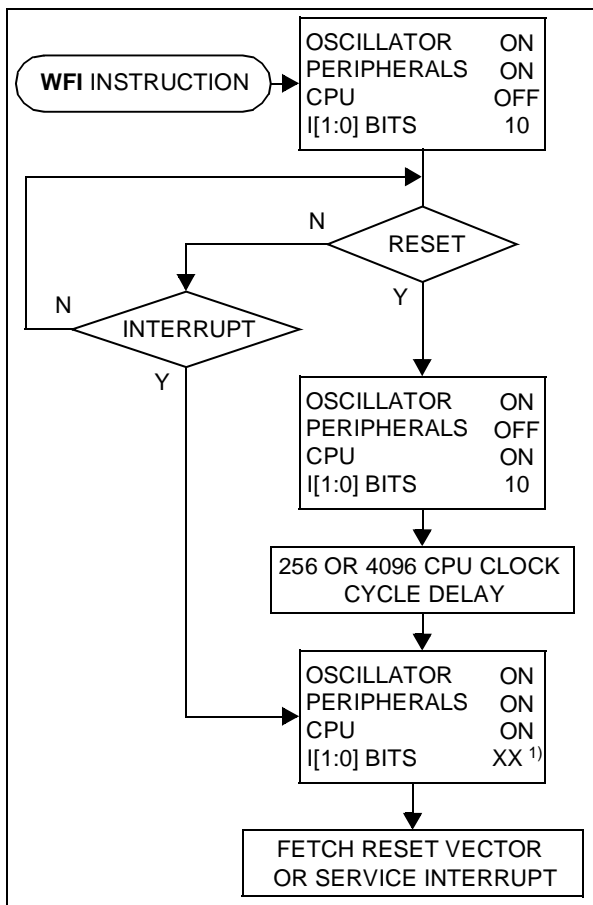 WFI INSTRUCTION
OSCILLATOR ON
PERIPHERALS ON
CPU OFF
I[1:0] BITS 10
RESET
N
Y
INTERRUPT
N
Y
OSCILLATOR ON
PERIPHERALS OFF
CPU ON
I[1:0] BITS 10
256 OR 4096 CPU CLOCK
CYCLE DELAY
OSCILLATOR ON
PERIPHERALS ON
CPU ON
I[1:0] BITS XX 1)
FETCH RESET VECTOR
OR SERVICE INTERRUPT